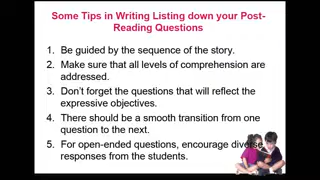 Some Tips in Writing Listing down your Post-
Reading Questions
1. Be guided by the sequence of the story.
2. Make sure that all levels of comprehension are
addressed.
3. Don't forget the questions that will reflect the
expressive objectives.
4. There should be a smooth transition from one
question to the next.
5. For open-ended questions, encourage diverse
responses from the students.